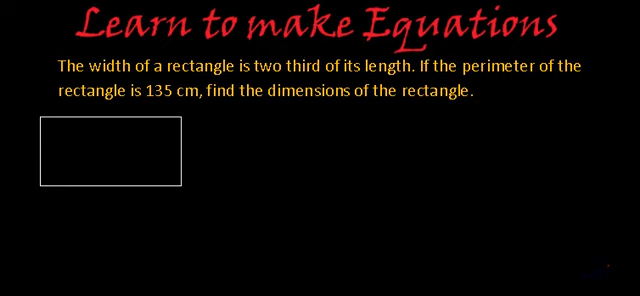 Learn to make Equations
The width of a rectangle is two third of its length. If the perimeter of the
rectangle is 135 cm, find the dimensions of the rectangle.